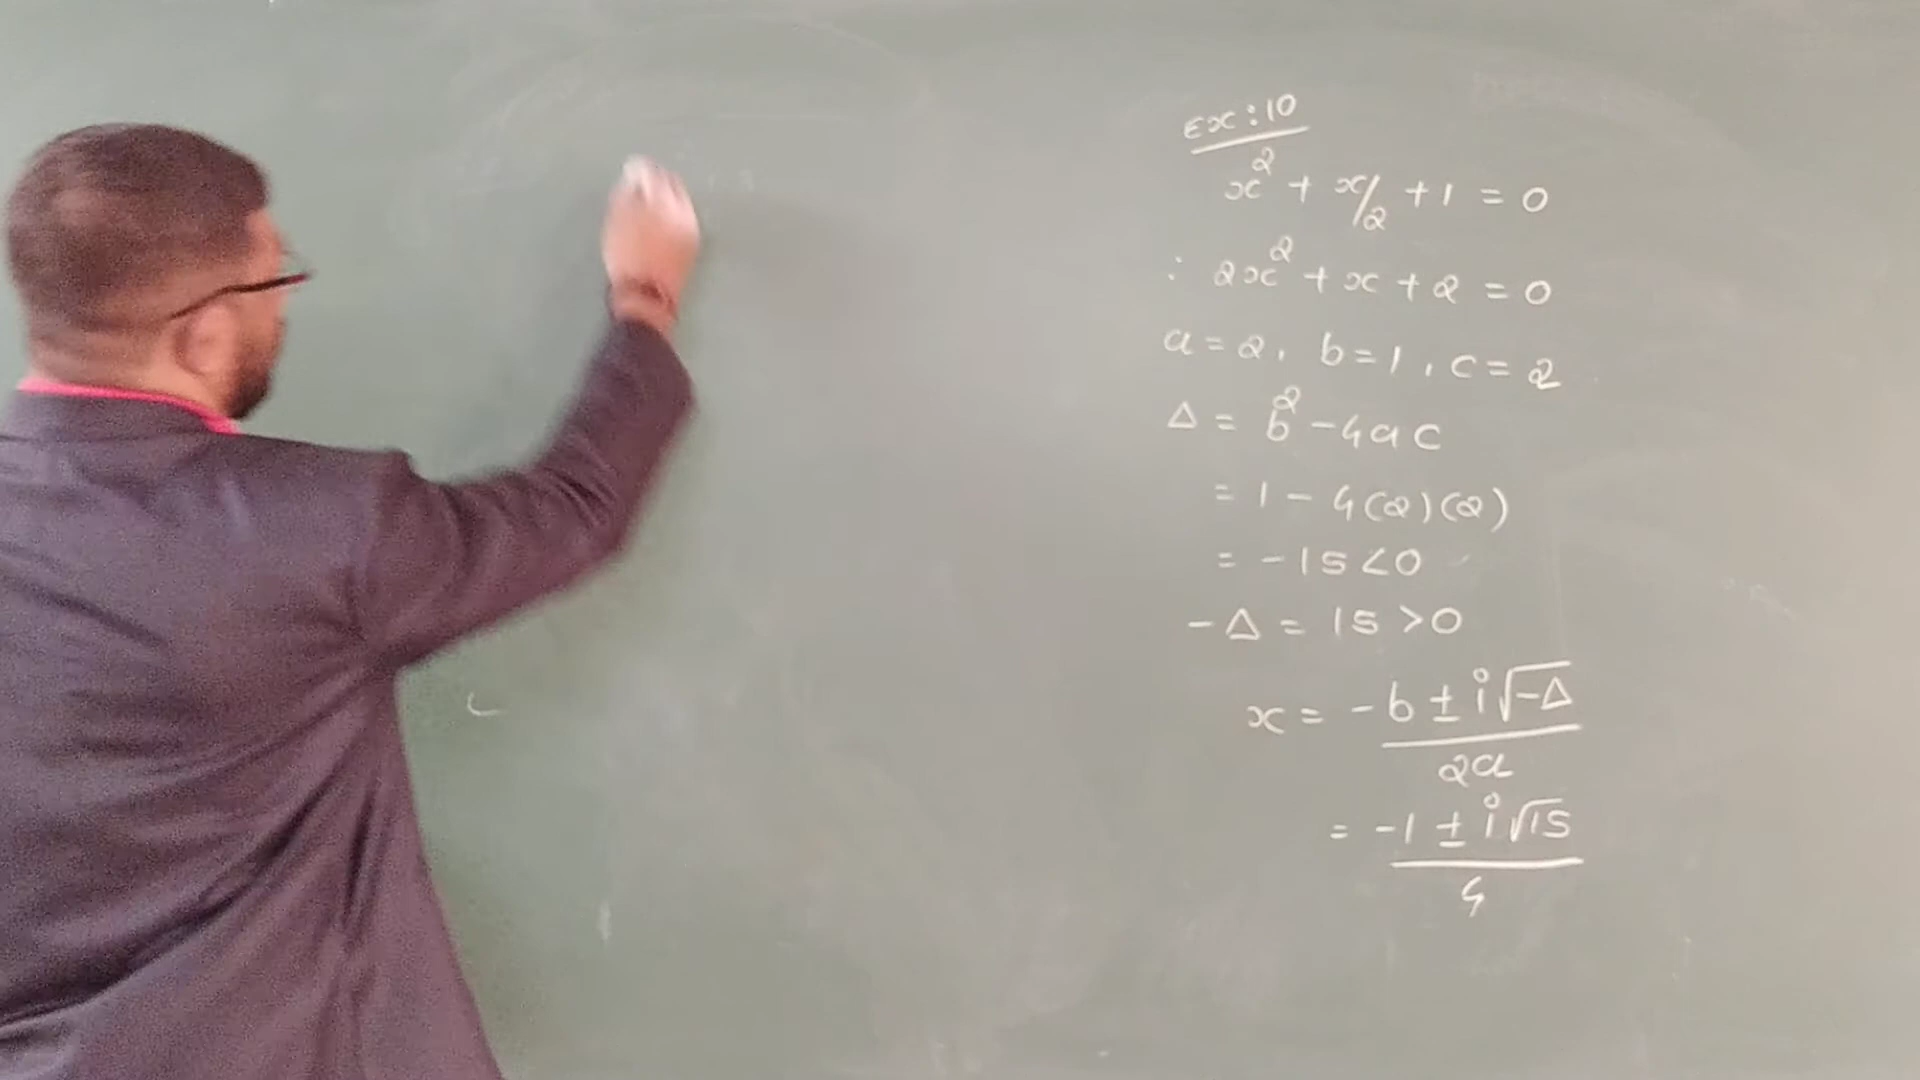 Ex:10
x² + x/2 + 1 = 0
∴ 2x² + x + 2 = 0
a = 2, b = 1, c = 2
Δ = b² - 4ac
= 1 - 4(2)(2)
= -15 < 0
-Δ = 15 > 0
x = -b ± i√-Δ / 2a
= -1 ± i√15 / 4